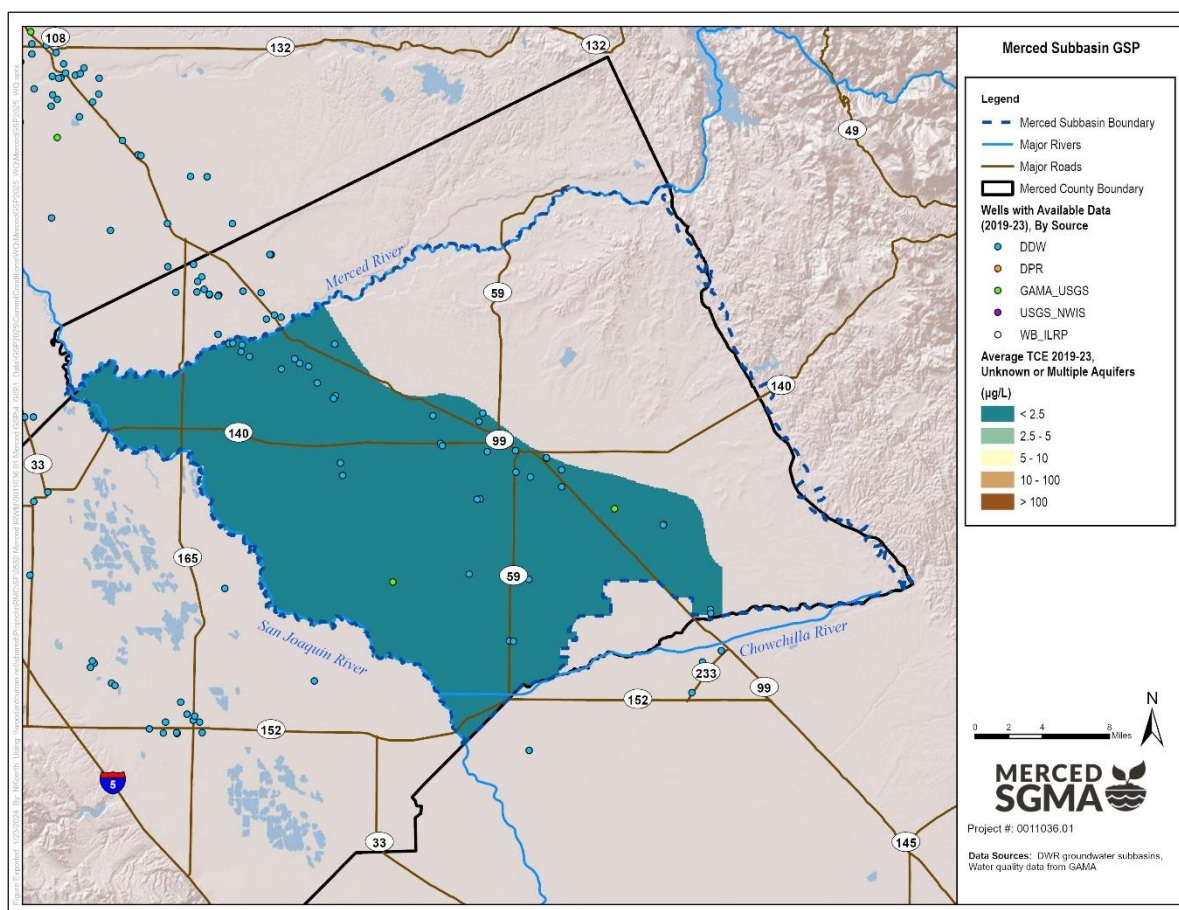 108
132
132
49
Merced River
59
140
140
99
33
165
59
San Joaquin River
Chowchilla River
233
99
152
152
5
33
145
Merced Subbasin GSP
Legend
Merced Subbasin Boundary
Major Rivers
Major Roads
Merced County Boundary
Wells with Available Data
(2019-23), By Source
DDW
DPR
GAMA_USGS
USGS_NWIS
WB_ILRP
Average TCE 2019-23,
Unknown or Multiple Aquifers
(µg/L)
< 2.5
2.5 - 5
5 - 10
10 - 100
> 100
N
0 2 4 8
Miles
MERCED
SGMA
Project #: 0011036.01
Data Sources: DWR groundwater subbasins,
Water quality data from GAMA